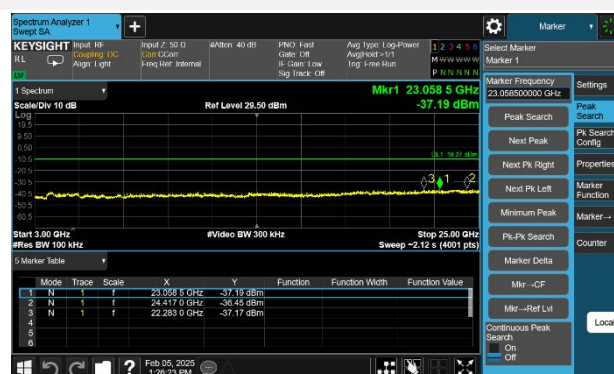 Spectrum Analyzer 1
Swept SA
Marker
KEYSIGHT Input: RF Input Z: 50 Ω #Atten: 40 dB PNO: Fast Avg Type: Log-Power 1 2 3 4 5 6
RL Coupling: DC Corr CCorr Gate: Off Avg|Hold:>1/1 M W W W W W
Align: Light Freq Ref: Internal IF Gain: Low Trig: Free Run
Sig Track: Off P N N N N N
Select Marker
Marker 1
1 Spectrum
Mkr1 23.058 5 GHz
Scale/Div 10 dB Ref Level 29.50 dBm -37.19 dBm
Log
19.5
9.50
0.50
-10.5
-20.5
-30.5
-40.5
-50.5
-60.5
3 1 2
Start 3.00 GHz #Video BW 300 kHz Stop 25.00 GHz
#Res BW 100 kHz Sweep ~2.12 s (4001 pts)
5 Marker Table
Mode Trace Scale X Y Function Function Width Function Value
1 N 1 f 23.058 5 GHz -37.19 dBm
2 N 1 f 24.417 0 GHz -36.45 dBm
3 N 1 f 22.283 0 GHz -37.17 dBm
4
5
6
Marker Frequency
23.058500000 GHz
Peak Search
Next Peak
Next Pk Right
Next Pk Left
Minimum Peak
Pk-Pk Search
Marker Delta
Mkr→CF
Mkr→Ref Lvl
Continuous Peak
Search
On
Off
Settings
Peak
Search
Pk Search
Config
Properties
Marker
Function
Marker→
Counter
Local
Feb 05, 2025
1:26:23 PM